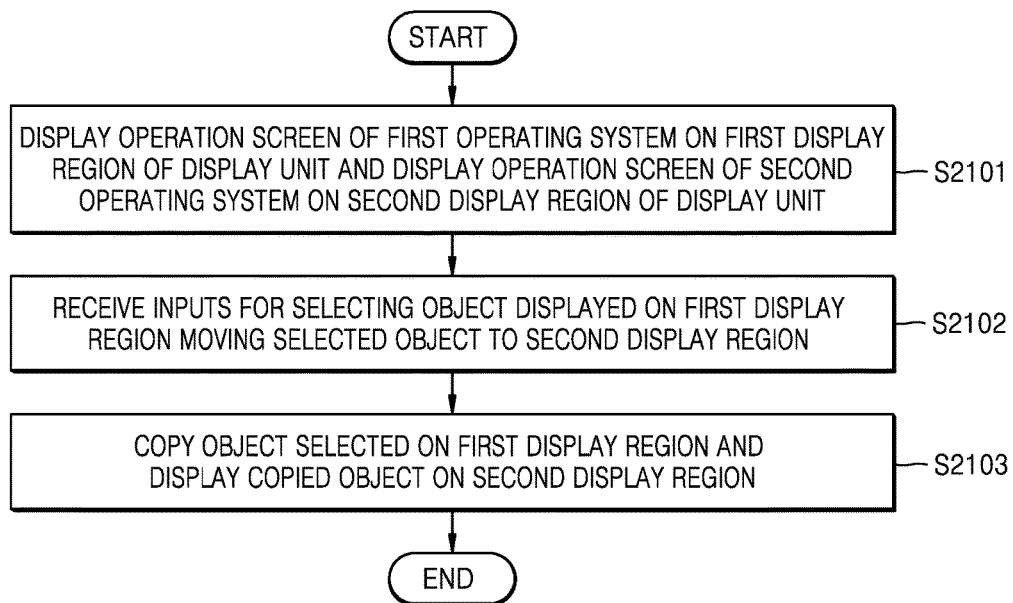 START
DISPLAY OPERATION SCREEN OF FIRST OPERATING SYSTEM ON FIRST DISPLAY
REGION OF DISPLAY UNIT AND DISPLAY OPERATION SCREEN OF SECOND
OPERATING SYSTEM ON SECOND DISPLAY REGION OF DISPLAY UNIT
S2101
RECEIVE INPUTS FOR SELECTING OBJECT DISPLAYED ON FIRST DISPLAY
REGION MOVING SELECTED OBJECT TO SECOND DISPLAY REGION
S2102
COPY OBJECT SELECTED ON FIRST DISPLAY REGION AND
DISPLAY COPIED OBJECT ON SECOND DISPLAY REGION
S2103
END